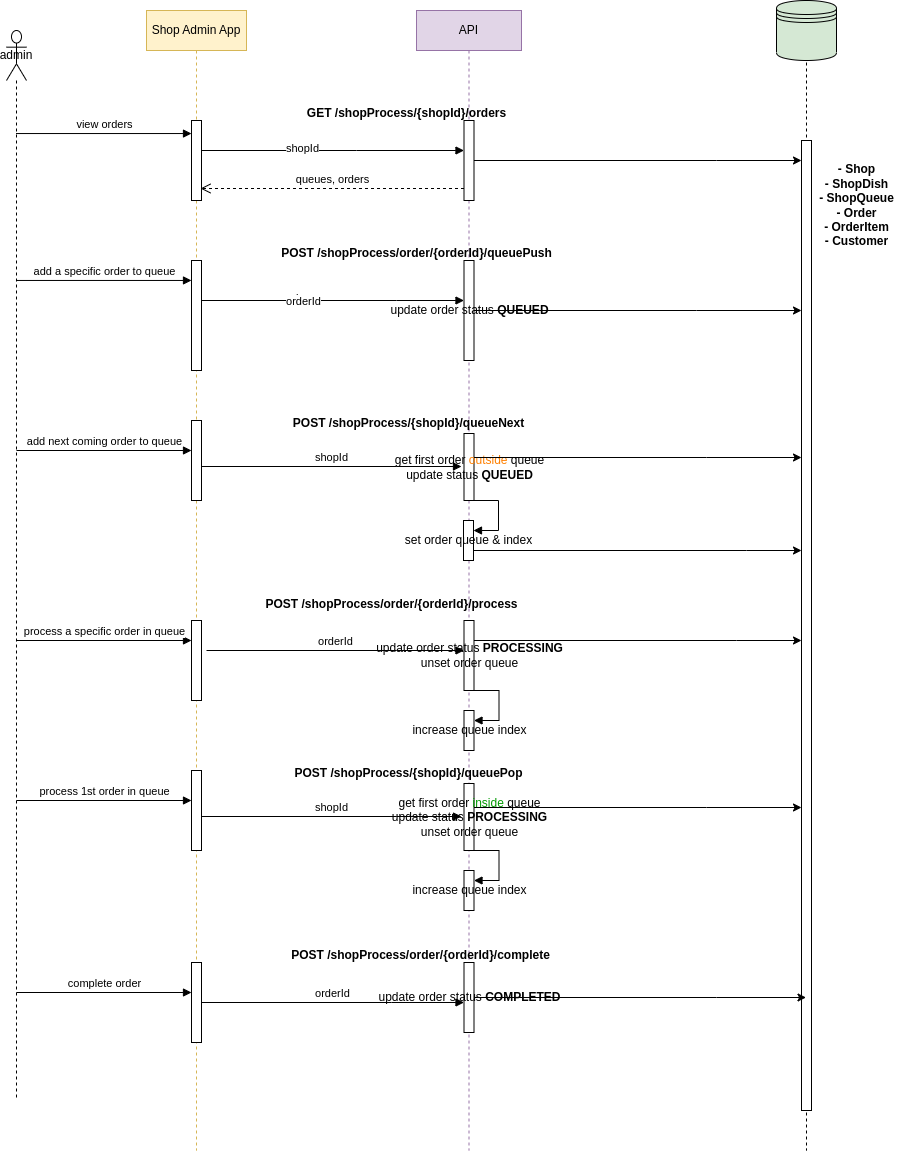 Shop Admin App
API
admin
GET /shopProcess/{shopId}/orders
view orders
shopId
queues, orders
- Shop
- ShopDish
- ShopQueue
- Order
- OrderItem
- Customer
POST /shopProcess/order/{orderId}/queuePush
add a specific order to queue
orderId
update order status QUEUED
POST /shopProcess/{shopId}/queueNext
add next coming order to queue
shopId
get first order outside queue
update status QUEUED
set order queue & index
POST /shopProcess/order/{orderId}/process
process a specific order in queue
orderId
update order status PROCESSING
unset order queue
increase queue index
POST /shopProcess/{shopId}/queuePop
process 1st order in queue
shopId
get first order inside queue
update status PROCESSING
unset order queue
increase queue index
POST /shopProcess/order/{orderId}/complete
complete order
orderId
update order status COMPLETED